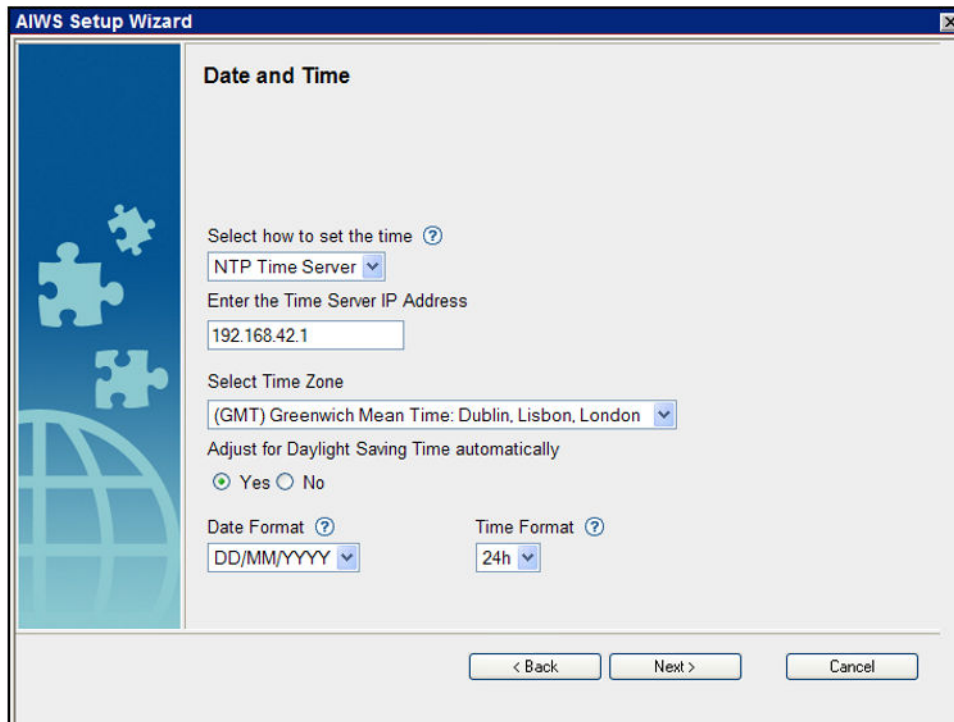 AIWS Setup Wizard
Date and Time
Select how to set the time ?
NTP Time Server
Enter the Time Server IP Address
192.168.42.1
Select Time Zone
(GMT) Greenwich Mean Time: Dublin, Lisbon, London
Adjust for Daylight Saving Time automatically
Yes No
Date Format ? Time Format ?
DD/MM/YYYY 24h
< Back Next > Cancel